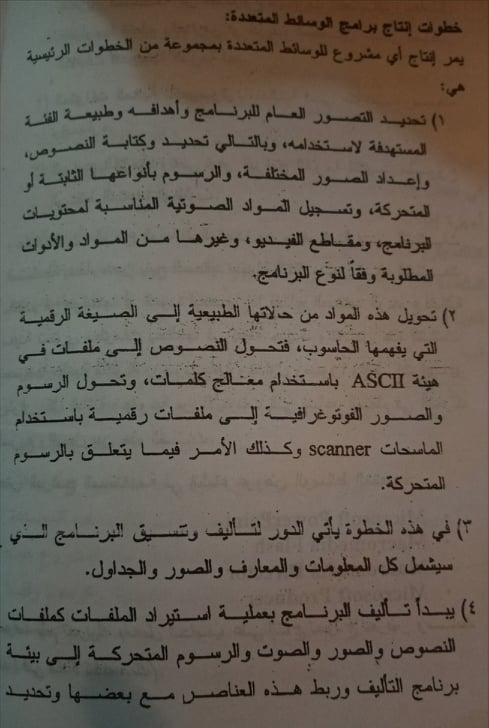 خطوات إنتاج برامج الوسائط المتعددة:
يمر إنتاج أي مشروع للوسائط المتعددة بمجموعة من الخطوات الرئيسية
هي:
١) تحديد التصور العام للبرنامج وأهدافه وطبيعة الفئة
المستهدفة لاستخدامه، وبالتالي تحديد وكتابة النصوص،
وإعداد الصور المختلفة، والرسوم بأنواعها الثابتة أو
المتحركة، وتسجيل المواد الصوتية المناسبة لمحتويات
البرنامج، ومقاطع الفيديو، وغيرها من المواد والأدوات
المطلوبة وفقاً لنوع البرنامج.
٢) تحويل هذه المواد من حالاتها الطبيعية إلى الصيغة الرقمية
التي يفهمها الحاسوب، فتحول النصوص إلى ملفات في
هيئة ASCII باستخدام معالج كلمات، وتحول الرسوم
والصور الفوتوغرافية إلى ملفات رقمية باستخدام
الماسحات scanner وكذلك الأمر فيما يتعلق بالرسوم
المتحركة.
٣) في هذه الخطوة يأتي الدور لتأليف وتنسيق البرنامج الذي
سيشمل كل المعلومات والمعارف والصور والجداول.
٤) يبدأ تأليف البرنامج بعملية استيراد الملفات كملفات
النصوص والصور والصوت والرسوم المتحركة إلى بيئة
برنامج التأليف وربط هذه العناصر مع بعضها وتحديد